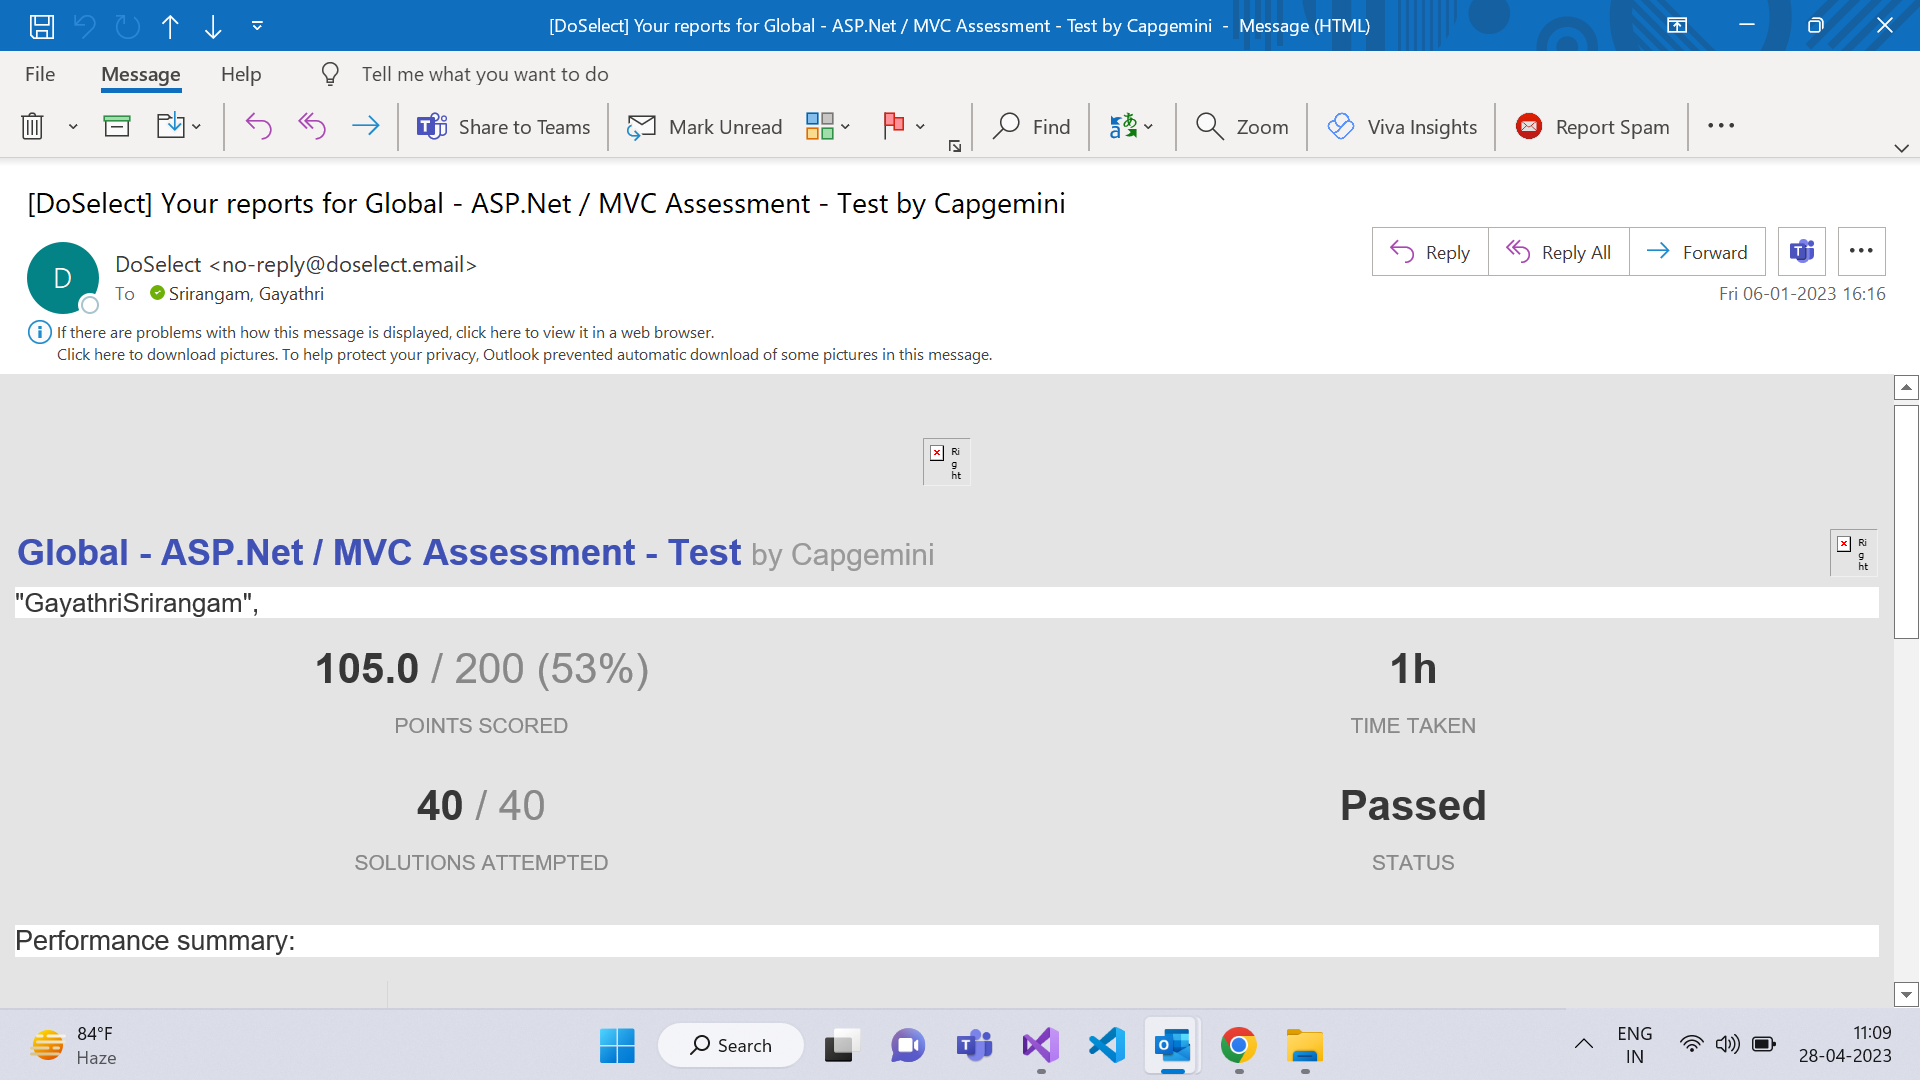 [DoSelect] Your reports for Global - ASP.Net / MVC Assessment - Test by Capgemini - Message (HTML)
File Message Help Tell me what you want to do
Share to Teams Mark Unread Find Zoom Viva Insights Report Spam
[DoSelect] Your reports for Global - ASP.Net / MVC Assessment - Test by Capgemini
D
DoSelect <no-reply@doselect.email>
Reply Reply All Forward
To Srirangam, Gayathri
Fri 06-01-2023 16:16
If there are problems with how this message is displayed, click here to view it in a web browser.
Click here to download pictures. To help protect your privacy, Outlook prevented automatic download of some pictures in this message.
Ri
g
ht
Global - ASP.Net / MVC Assessment - Test by Capgemini
Ri
g
ht
"GayathriSrirangam",
105.0 / 200 (53%) 1h
POINTS SCORED TIME TAKEN
40 / 40 Passed
SOLUTIONS ATTEMPTED STATUS
Performance summary:
84°F
Haze
Search
ENG
IN
11:09
28-04-2023